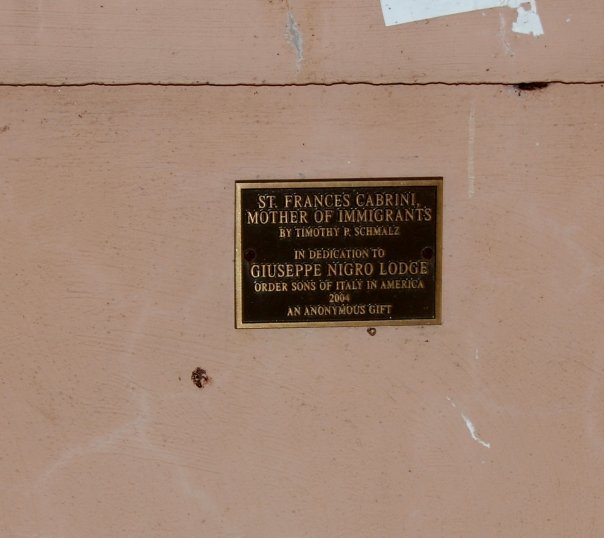 ST. FRANCES CABRINI,
MOTHER OF IMMIGRANTS
BY TIMOTHY P. SCHMALZ
IN DEDICATION TO
GIUSEPPE NIGRO LODGE
ORDER SONS OF ITALY IN AMERICA
2004
AN ANONYMOUS GIFT